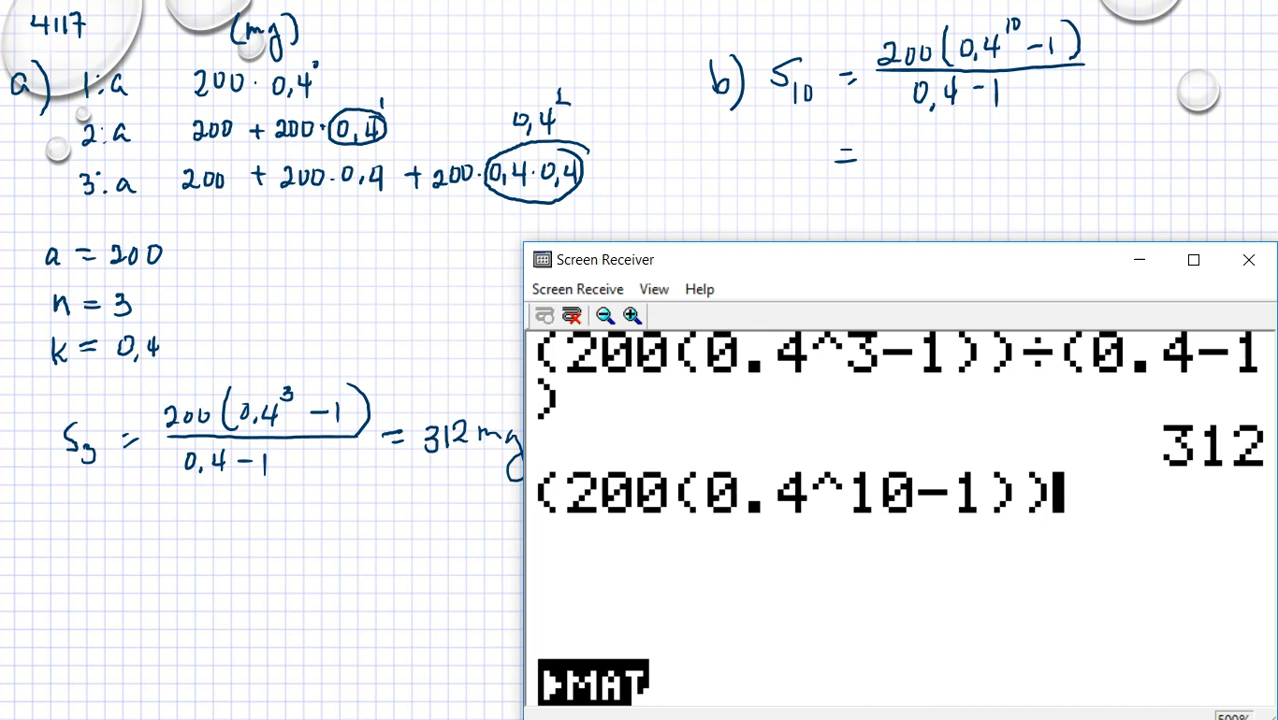 4117
(mg)
a) 1:a 200 · 0,4°
2:a 200 + 200 · 0,4¹
0,4²
3:a 200 + 200 · 0,4 + 200 · 0,4 · 0,4
a = 200
n = 3
k = 0,4
S₃ = 200(0,4³ − 1) / 0,4 − 1 = 312 mg
b) S₁₀ = 200(0,4¹⁰ − 1) / 0,4 − 1
=
Screen Receiver
Screen Receive View Help
(200(0.4^3−1))÷(0.4−1
)
312
(200(0.4^10−1))
▶MAT
500%